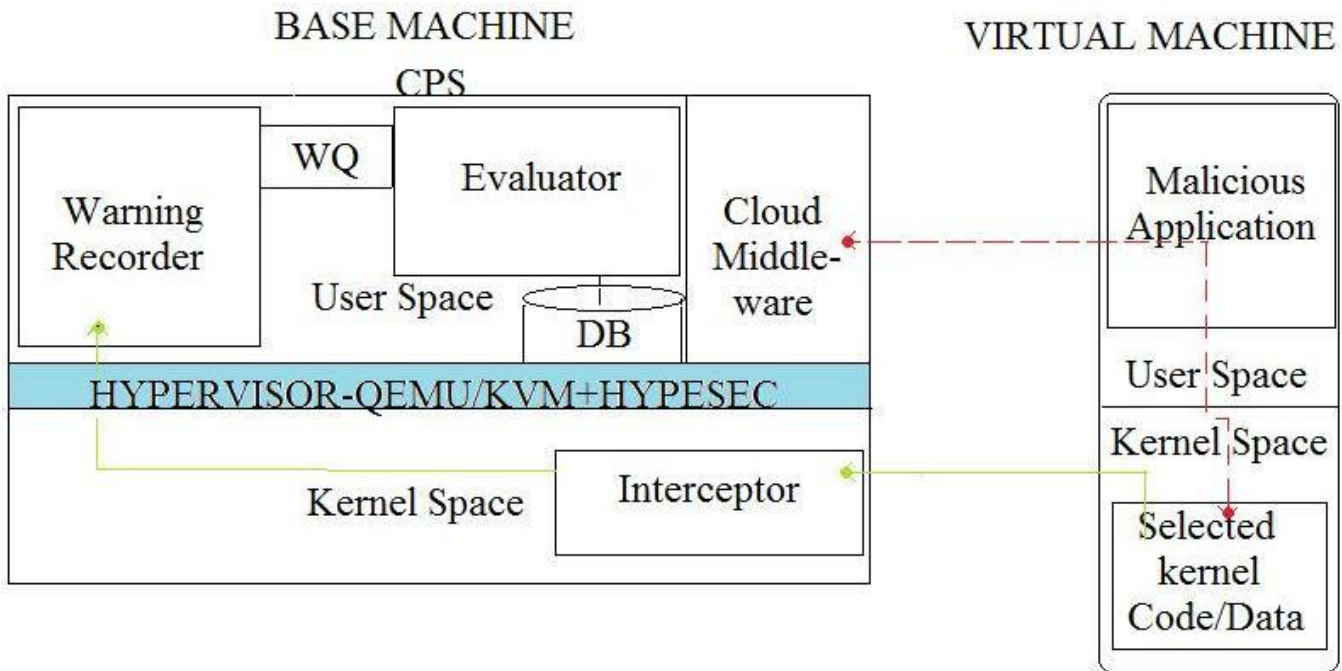 BASE MACHINE
VIRTUAL MACHINE
CPS
Warning
Recorder
WQ
Evaluator
Cloud
Middle-
ware
User Space
DB
HYPERVISOR-QEMU/KVM+HYPESEC
Kernel Space
Interceptor
Malicious
Application
User Space
Kernel Space
Selected
kernel
Code/Data